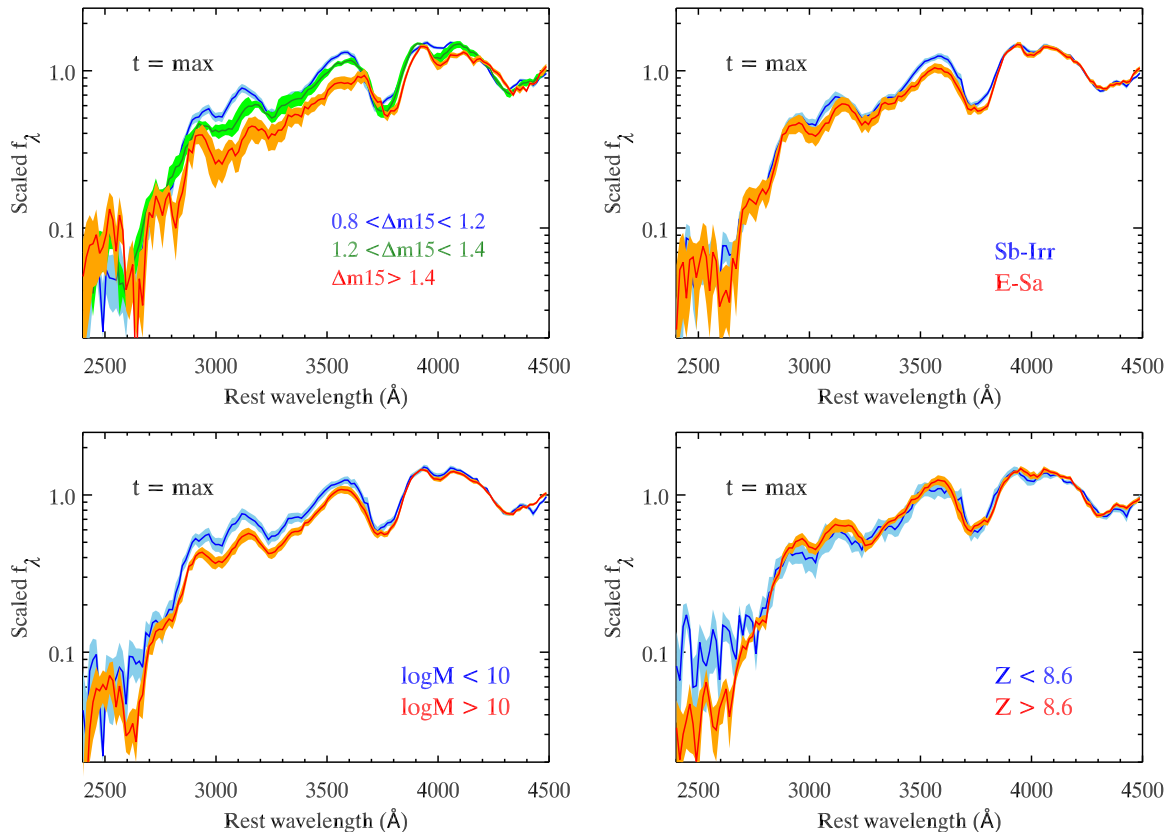 t = max
1.0
0.1
Scaled fλ
0.8 <Δm15< 1.2
1.2 <Δm15< 1.4
Δm15> 1.4
2500 3000 3500 4000 4500
Rest wavelength (Å)
t = max
1.0
0.1
Scaled fλ
Sb-Irr
E-Sa
2500 3000 3500 4000 4500
Rest wavelength (Å)
t = max
1.0
0.1
Scaled fλ
logM < 10
logM > 10
2500 3000 3500 4000 4500
Rest wavelength (Å)
t = max
1.0
0.1
Scaled fλ
Z < 8.6
Z > 8.6
2500 3000 3500 4000 4500
Rest wavelength (Å)